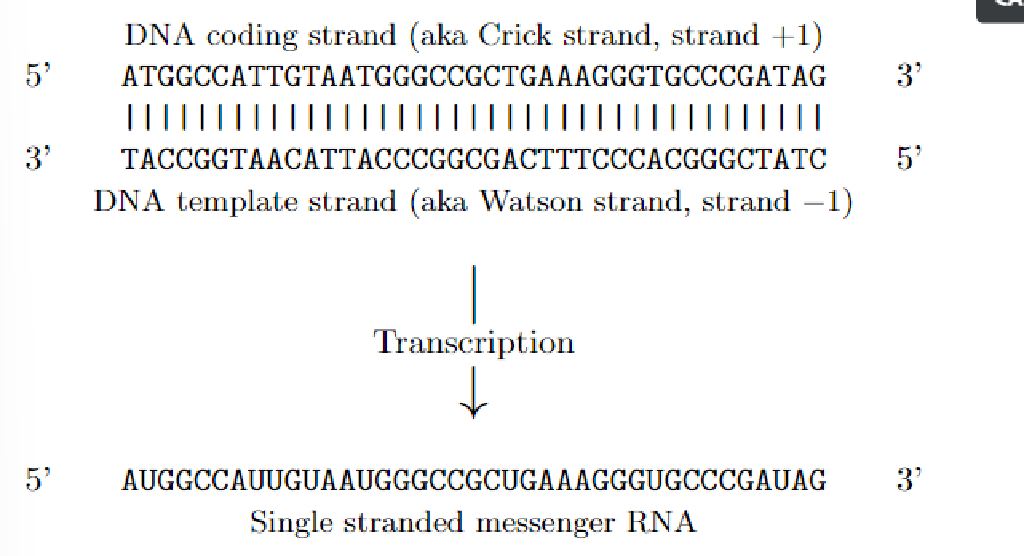 DNA coding strand (aka Crick strand, strand +1)
5’ ATGGCCATTGTAATGGGCCGCTGAAAGGGTGCCCGATAG 3’
|||||||||||||||||||||||||||||||||||||||
3’ TACCGGTAACATTACCCGGCGACTTTCCCACGGGCTATC 5’
DNA template strand (aka Watson strand, strand −1)
|
Transcription
↓
5’ AUGGCCAUUGUAAUGGGCCGCUGAAAGGGUGCCCGAUAG 3’
Single stranded messenger RNA